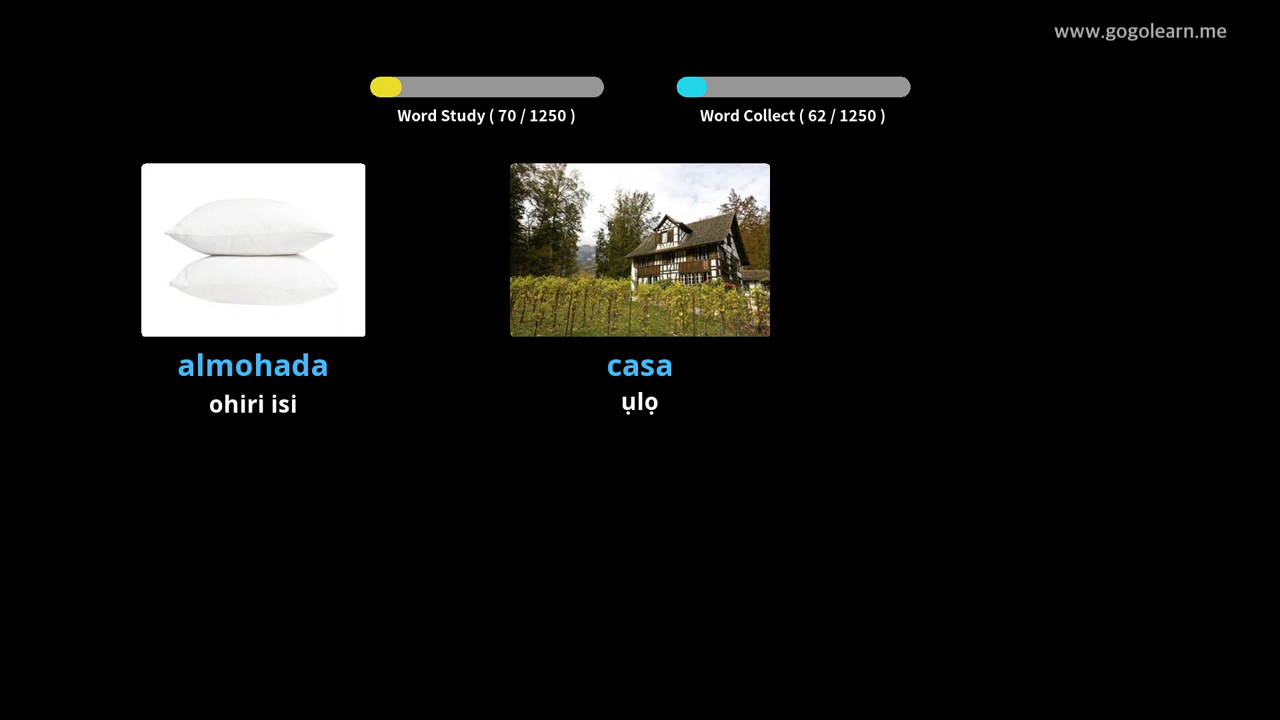 www.gogolearn.me
Word Study ( 70 / 1250 )
Word Collect ( 62 / 1250 )
almohada
ohiri isi
casa
ụlọ